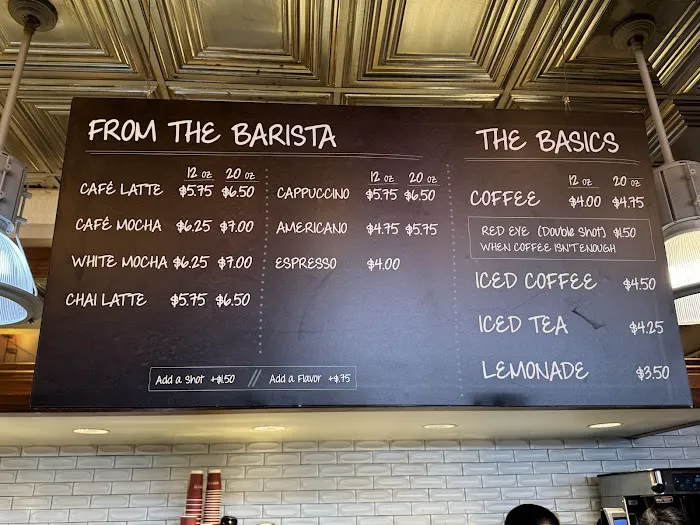 FROM THE BARISTA
12 oz 20 oz
CAFÉ LATTE $5.75 $6.50
CAFÉ MOCHA $6.25 $7.00
WHITE MOCHA $6.25 $7.00
CHAI LATTE $5.75 $6.50
12 oz 20 oz
CAPPUCCINO $5.75 $6.50
AMERICANO $4.75 $5.75
ESPRESSO $4.00
Add a Shot +$1.50 // Add a Flavor +$.75
THE BASICS
12 oz 20 oz
COFFEE $4.00 $4.75
RED EYE (Double Shot) $1.50
WHEN COFFEE ISN'T ENOUGH
ICED COFFEE $4.50
ICED TEA $4.25
LEMONADE $3.50